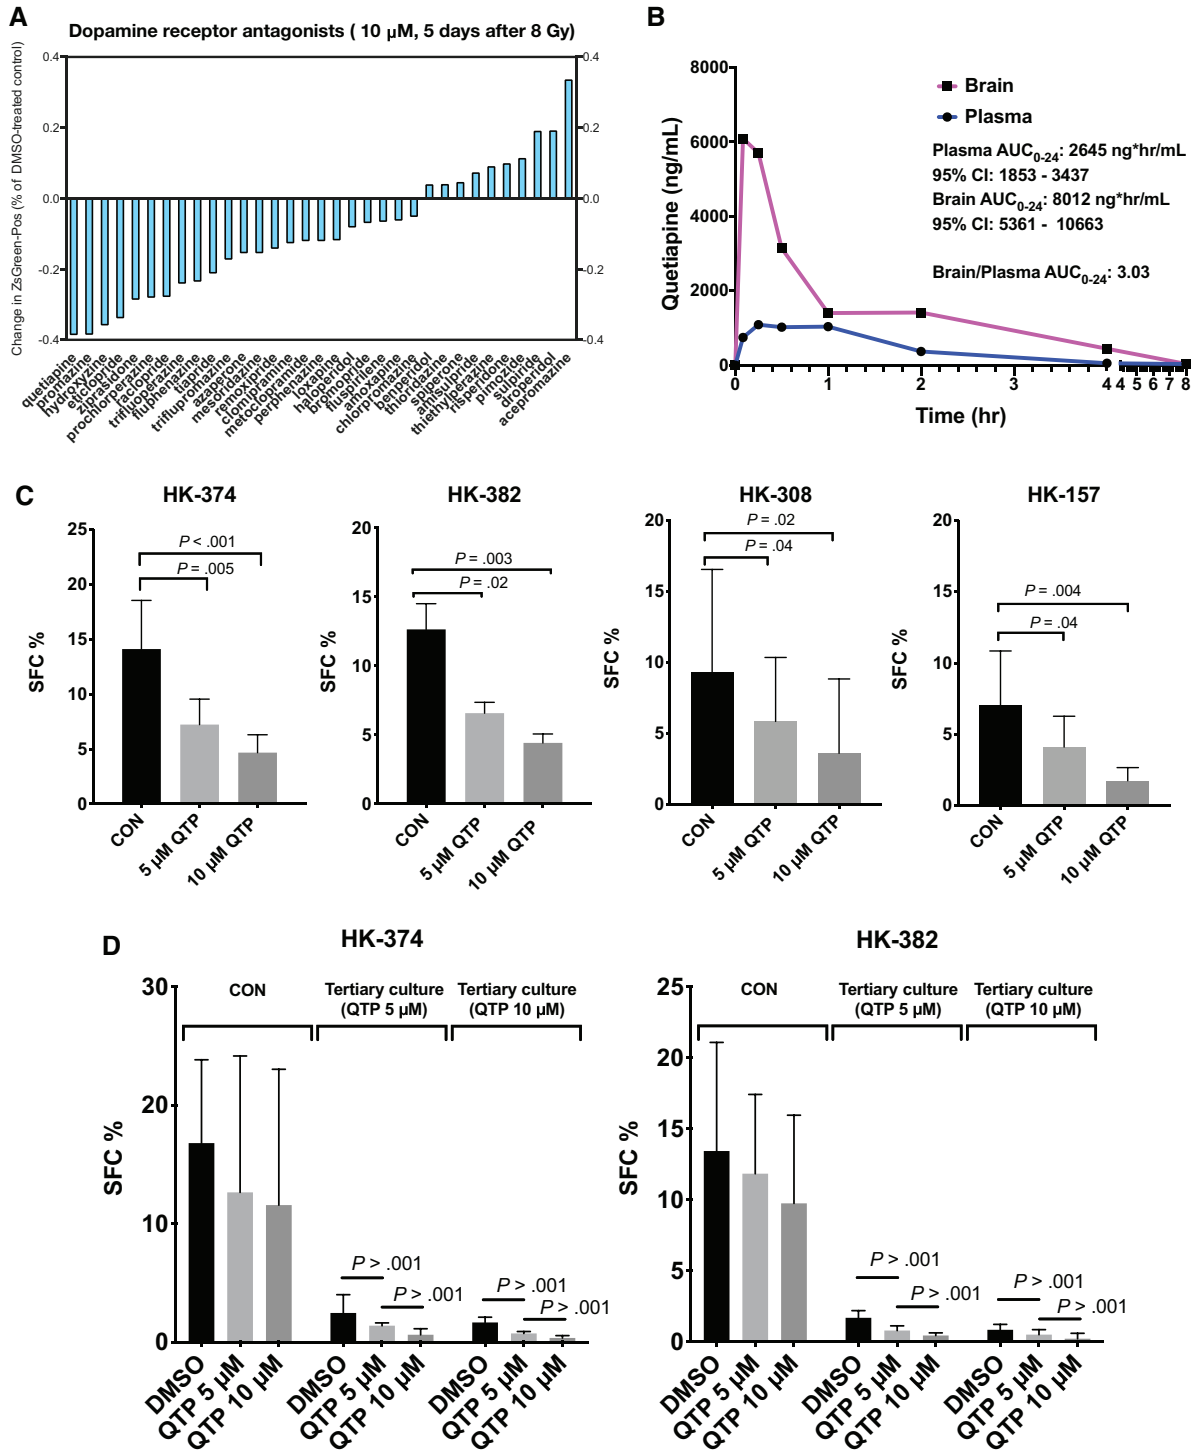 A
Dopamine receptor antagonists ( 10 µM, 5 days after 8 Gy)
Change in ZsGreen-Pos (% of DMSO-treated control)
0.4
0.2
0.0
-0.2
-0.4
0.4
0.2
0.0
-0.2
-0.4
quetiapine
hydroxyzine
eticlopride
ziprasidone
prochlorperazine
raclopride
trifluoperazine
fluphenazine
tiapride
triflupromazine
azaperone
mesoridazine
remoxipride
clomipramine
metoclopramide
perphenazine
loxapine
haloperidol
bromopride
fluspirilene
amoxapine
chlorpromazine
benperidol
thioridazine
spiperone
amisulpride
thiethylperazine
risperidone
pimozide
sulpiride
droperidol
acepromazine
B
Quetiapine (ng/mL)
8000
6000
4000
2000
0
Brain
Plasma
Plasma AUC0-24: 2645 ng*hr/mL
95% CI: 1853 - 3437
Brain AUC0-24: 8012 ng*hr/mL
95% CI: 5361 - 10663
Brain/Plasma AUC0-24: 3.03
0 1 2 3 4 4 5 6 7 8
Time (hr)
C
HK-374
SFC %
25
20
15
10
5
0
P < .001
P = .005
CON
5 µM QTP
10 µM QTP
HK-382
SFC %
20
15
10
5
0
P = .003
P = .02
CON
5 µM QTP
10 µM QTP
HK-308
SFC %
20
15
10
5
0
P = .02
P = .04
CON
5 µM QTP
10 µM QTP
HK-157
SFC %
20
15
10
5
0
P = .004
P = .04
CON
5 µM QTP
10 µM QTP
D
HK-374
SFC %
30
20
10
0
CON
Tertiary culture
(QTP 5 µM)
Tertiary culture
(QTP 10 µM)
P > .001
P > .001
P > .001
P > .001
DMSO
QTP 5 µM
QTP 10 µM
DMSO
QTP 5 µM
QTP 10 µM
DMSO
QTP 5 µM
QTP 10 µM
HK-382
SFC %
25
20
15
10
5
0
CON
Tertiary culture
(QTP 5 µM)
Tertiary culture
(QTP 10 µM)
P > .001
P > .001
P > .001
P > .001
DMSO
QTP 5 µM
QTP 10 µM
DMSO
QTP 5 µM
QTP 10 µM
DMSO
QTP 5 µM
QTP 10 µM